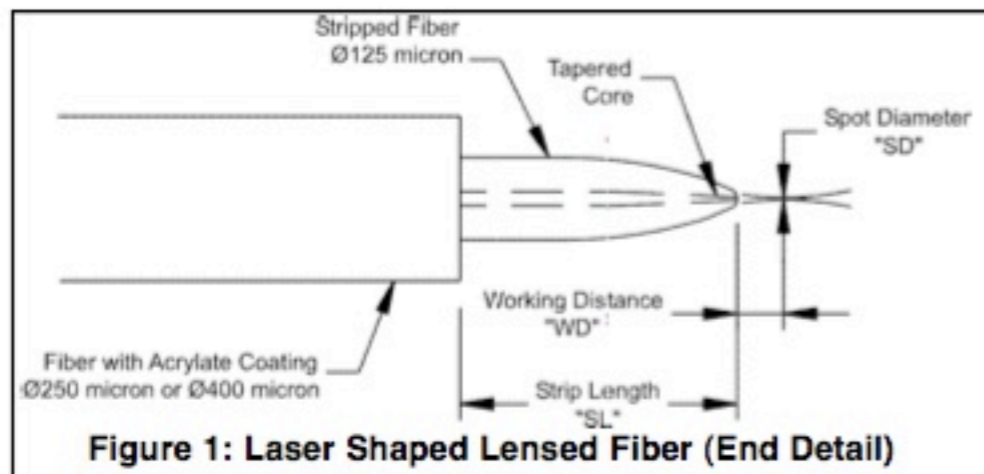 Stripped Fiber
Ø125 micron
Tapered
Core
Spot Diameter
"SD"
Working Distance
"WD"
Fiber with Acrylate Coating
Ø250 micron or Ø400 micron
Strip Length
"SL"
Figure 1: Laser Shaped Lensed Fiber (End Detail)